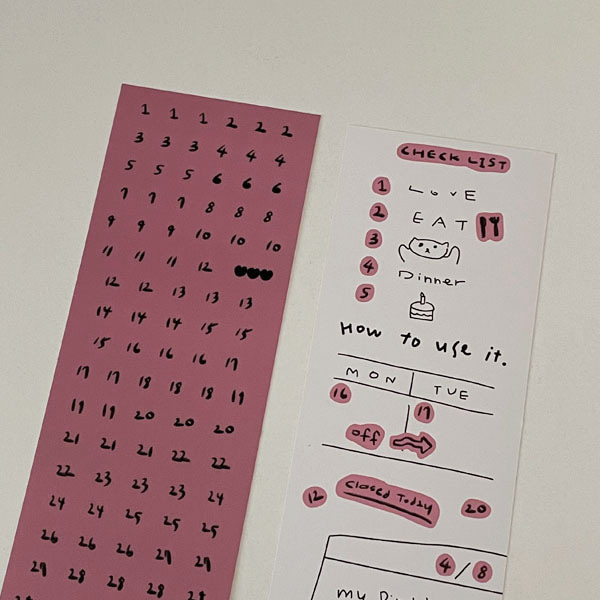 1 1 1 2 2 2
3 3 3 4 4 4
5 5 5 6 6 6
7 7 7 8 8 8
9 9 9 10 10 10
11 11 11 12
12 12 13 13 13
14 14 14 15 15
15 16 16 16 17
17 17 18 18 18 19
19 19 20 20 20
21 21 21 22 22
22 23 23 23 24
24 24 25 25 25
26 26 26 27 27
27 28 28 28
CHECK LIST
1 LOVE
2 EAT
3
4 Dinner
5
HOW to use it.
MON TUE
16 17
off
12 closed Today 20
4/8
my